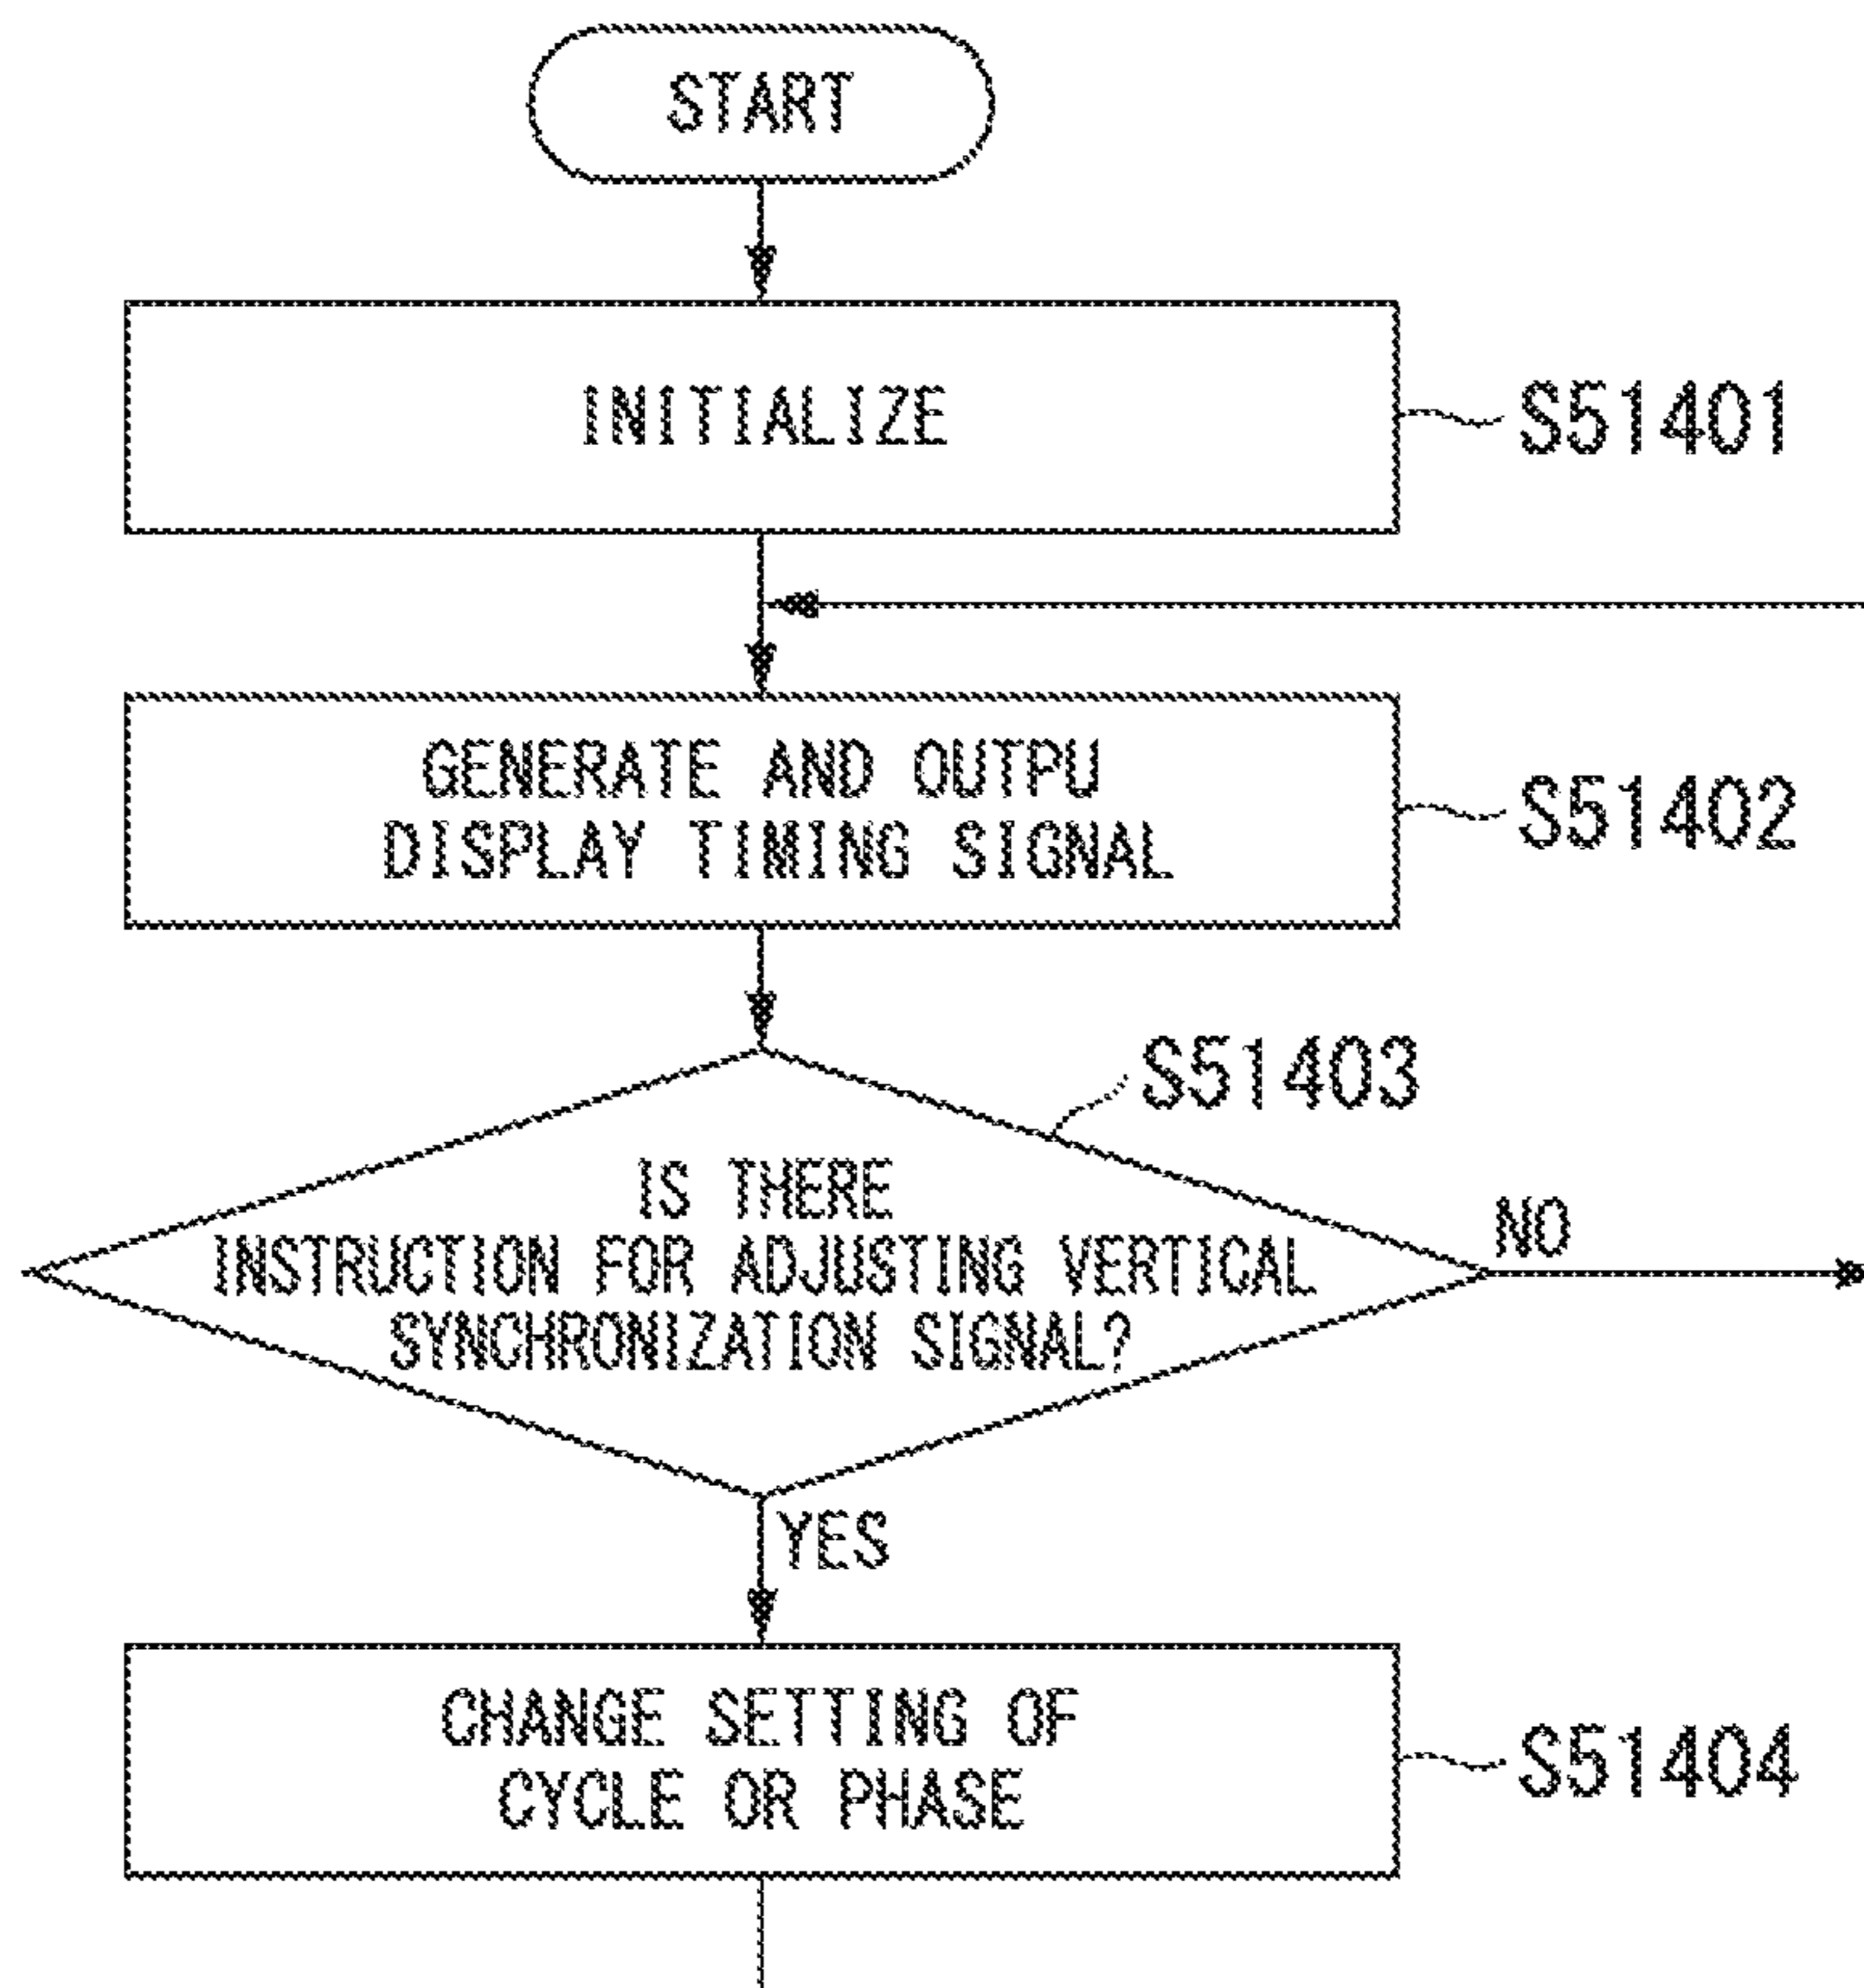 START
INITIALIZE
S51401
GENERATE AND OUTPU
DISPLAY TIMING SIGNAL
S51402
S51403
IS THERE
INSTRUCTION FOR ADJUSTING VERTICAL
SYNCHRONIZATION SIGNAL?
NO
YES
CHANGE SETTING OF
CYCLE OR PHASE
S51404